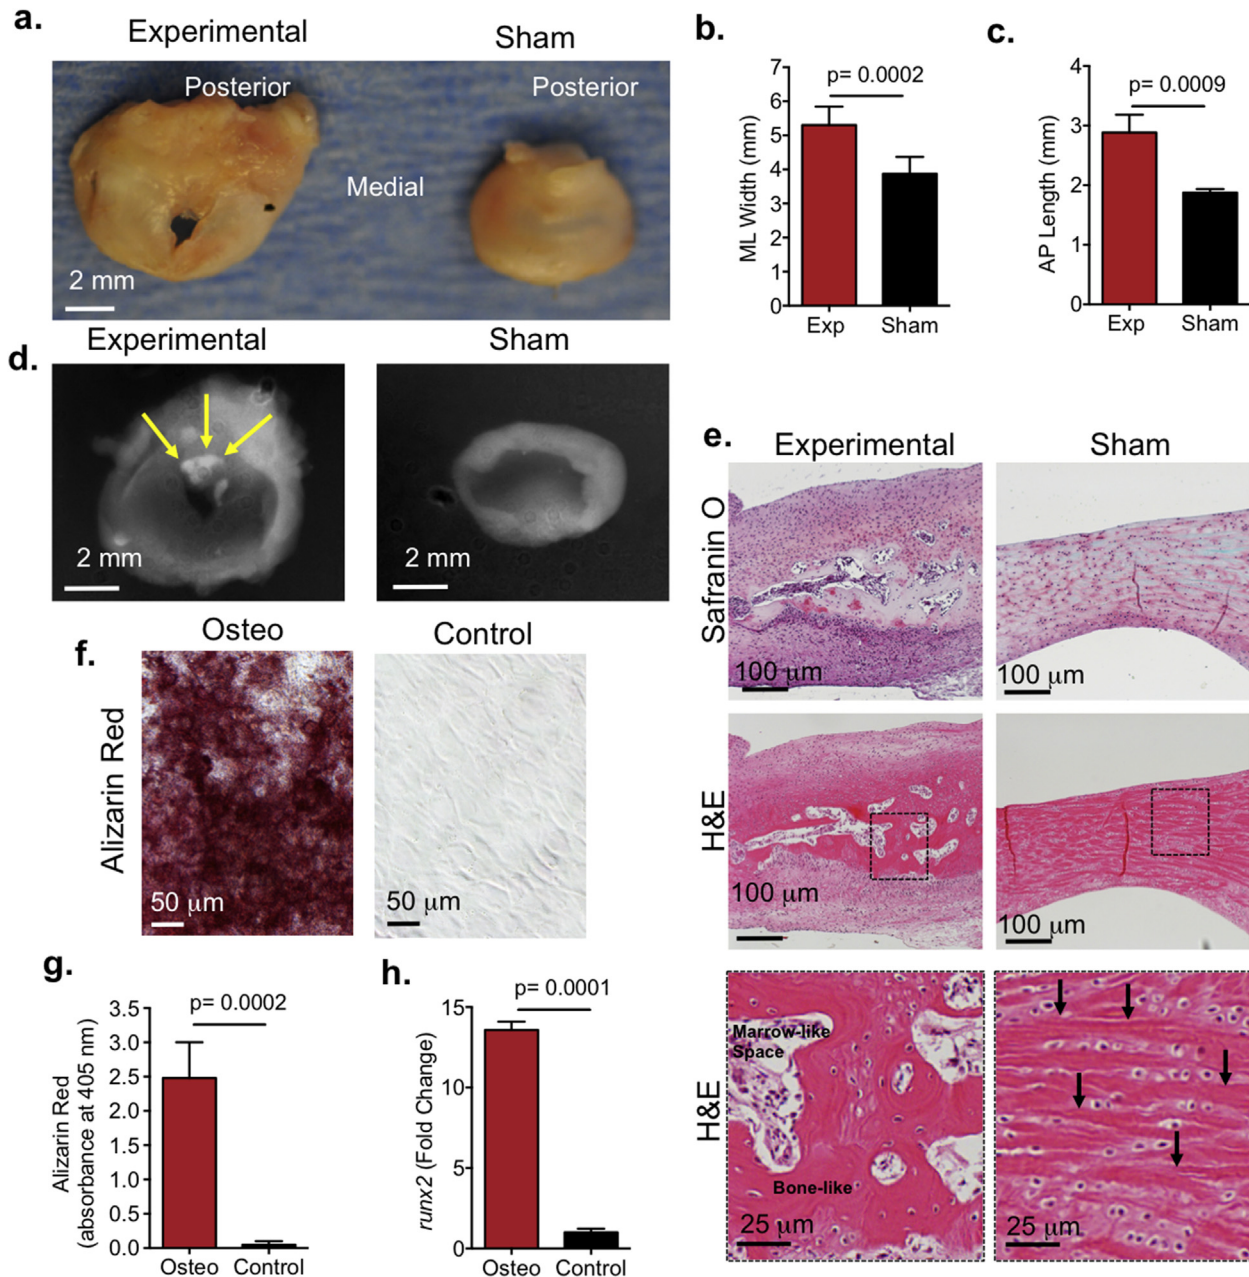 a.
Experimental
Sham
Posterior
Posterior
Medial
2 mm
b.
7
6
5
4
3
2
1
0
ML Width (mm)
p= 0.0002
Exp
Sham
c.
4
3
2
1
0
AP Length (mm)
p= 0.0009
Exp
Sham
d.
Experimental
Sham
2 mm
2 mm
e.
Experimental
Sham
Safranin O
100 μm
100 μm
H&E
100 μm
100 μm
H&E
Marrow-like
Space
Bone-like
25 μm
25 μm
f.
Osteo
Control
Alizarin Red
50 μm
50 μm
g.
3.5
3.0
2.5
2.0
1.5
1.0
0.5
0.0
Alizarin Red
(absorbance at 405 nm)
p= 0.0002
Osteo
Control
h.
15
10
5
0
runx2 (Fold Change)
p= 0.0001
Osteo
Control